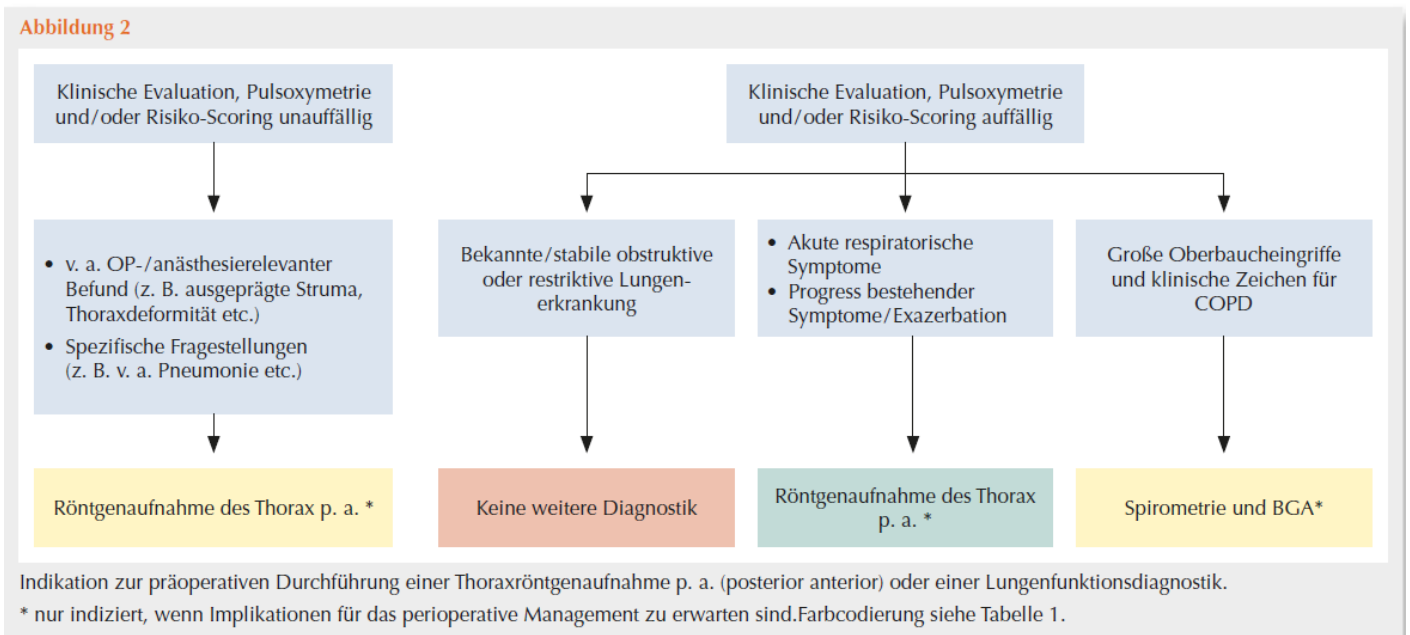 Abbildung 2
Klinische Evaluation, Pulsoxymetrie
und/oder Risiko-Scoring unauffällig
Klinische Evaluation, Pulsoxymetrie
und/oder Risiko-Scoring auffällig
• v. a. OP-/anästhesierelevanter
Befund (z. B. ausgeprägte Struma,
Thoraxdeformität etc.)
• Spezifische Fragestellungen
(z. B. v. a. Pneumonie etc.)
Bekannte/stabile obstruktive
oder restriktive Lungen-
erkrankung
• Akute respiratorische
Symptome
• Progress bestehender
Symptome/Exazerbation
Große Oberbaucheingriffe
und klinische Zeichen für
COPD
Röntgenaufnahme des Thorax p. a. *
Keine weitere Diagnostik
Röntgenaufnahme des Thorax
p. a. *
Spirometrie und BGA*
Indikation zur präoperativen Durchführung einer Thoraxröntgenaufnahme p. a. (posterior anterior) oder einer Lungenfunktionsdiagnostik.
* nur indiziert, wenn Implikationen für das perioperative Management zu erwarten sind.Farbcodierung siehe Tabelle 1.